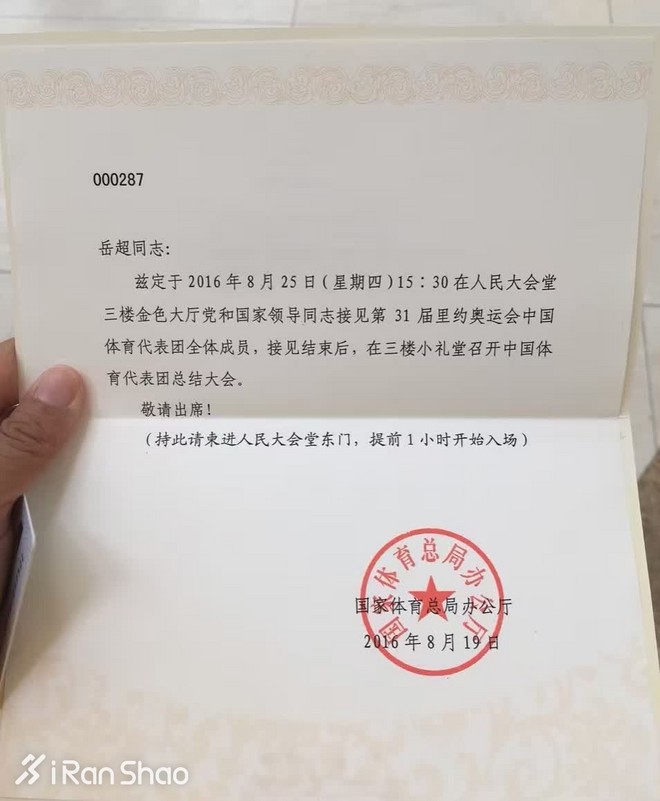 000287
岳超同志：
兹定于2016年8月25日(星期四)15：30在人民大会堂
三楼金色大厅党和国家领导同志接见第31届里约奥运会中国
体育代表团全体成员，接见结束后，在三楼小礼堂召开中国体
育代表团总结大会。
敬请出席！
(持此请柬进人民大会堂东门，提前1小时开始入场)
国家体育总局办公厅
国家体育总局办公厅
2016年8月19日
iRanShao